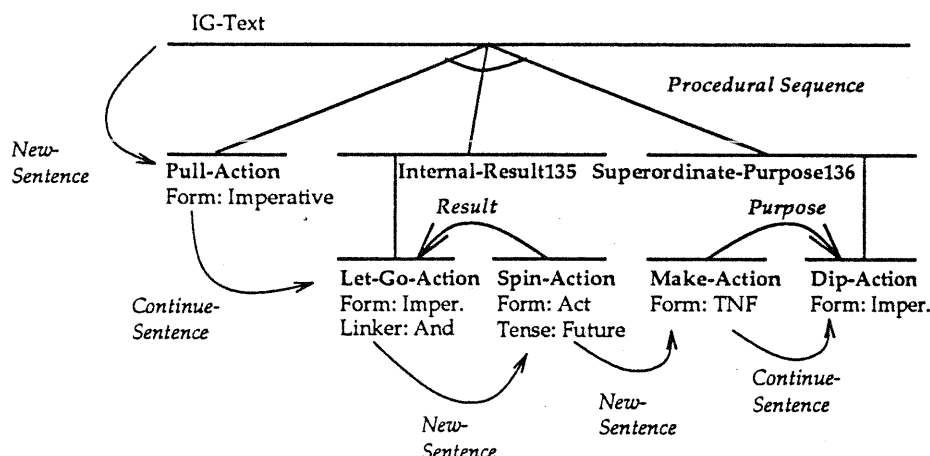 IG-Text
Procedural Sequence
New-
Sentence
Pull-Action
Form: Imperative
Internal-Result135
Superordinate-Purpose136
Result
Purpose
Let-Go-Action
Form: Imper.
Linker: And
Spin-Action
Form: Act
Tense: Future
Make-Action
Form: TNF
Dip-Action
Form: Imper.
Continue-
Sentence
New-
Sentence
New-
Sentence
Continue-
Sentence